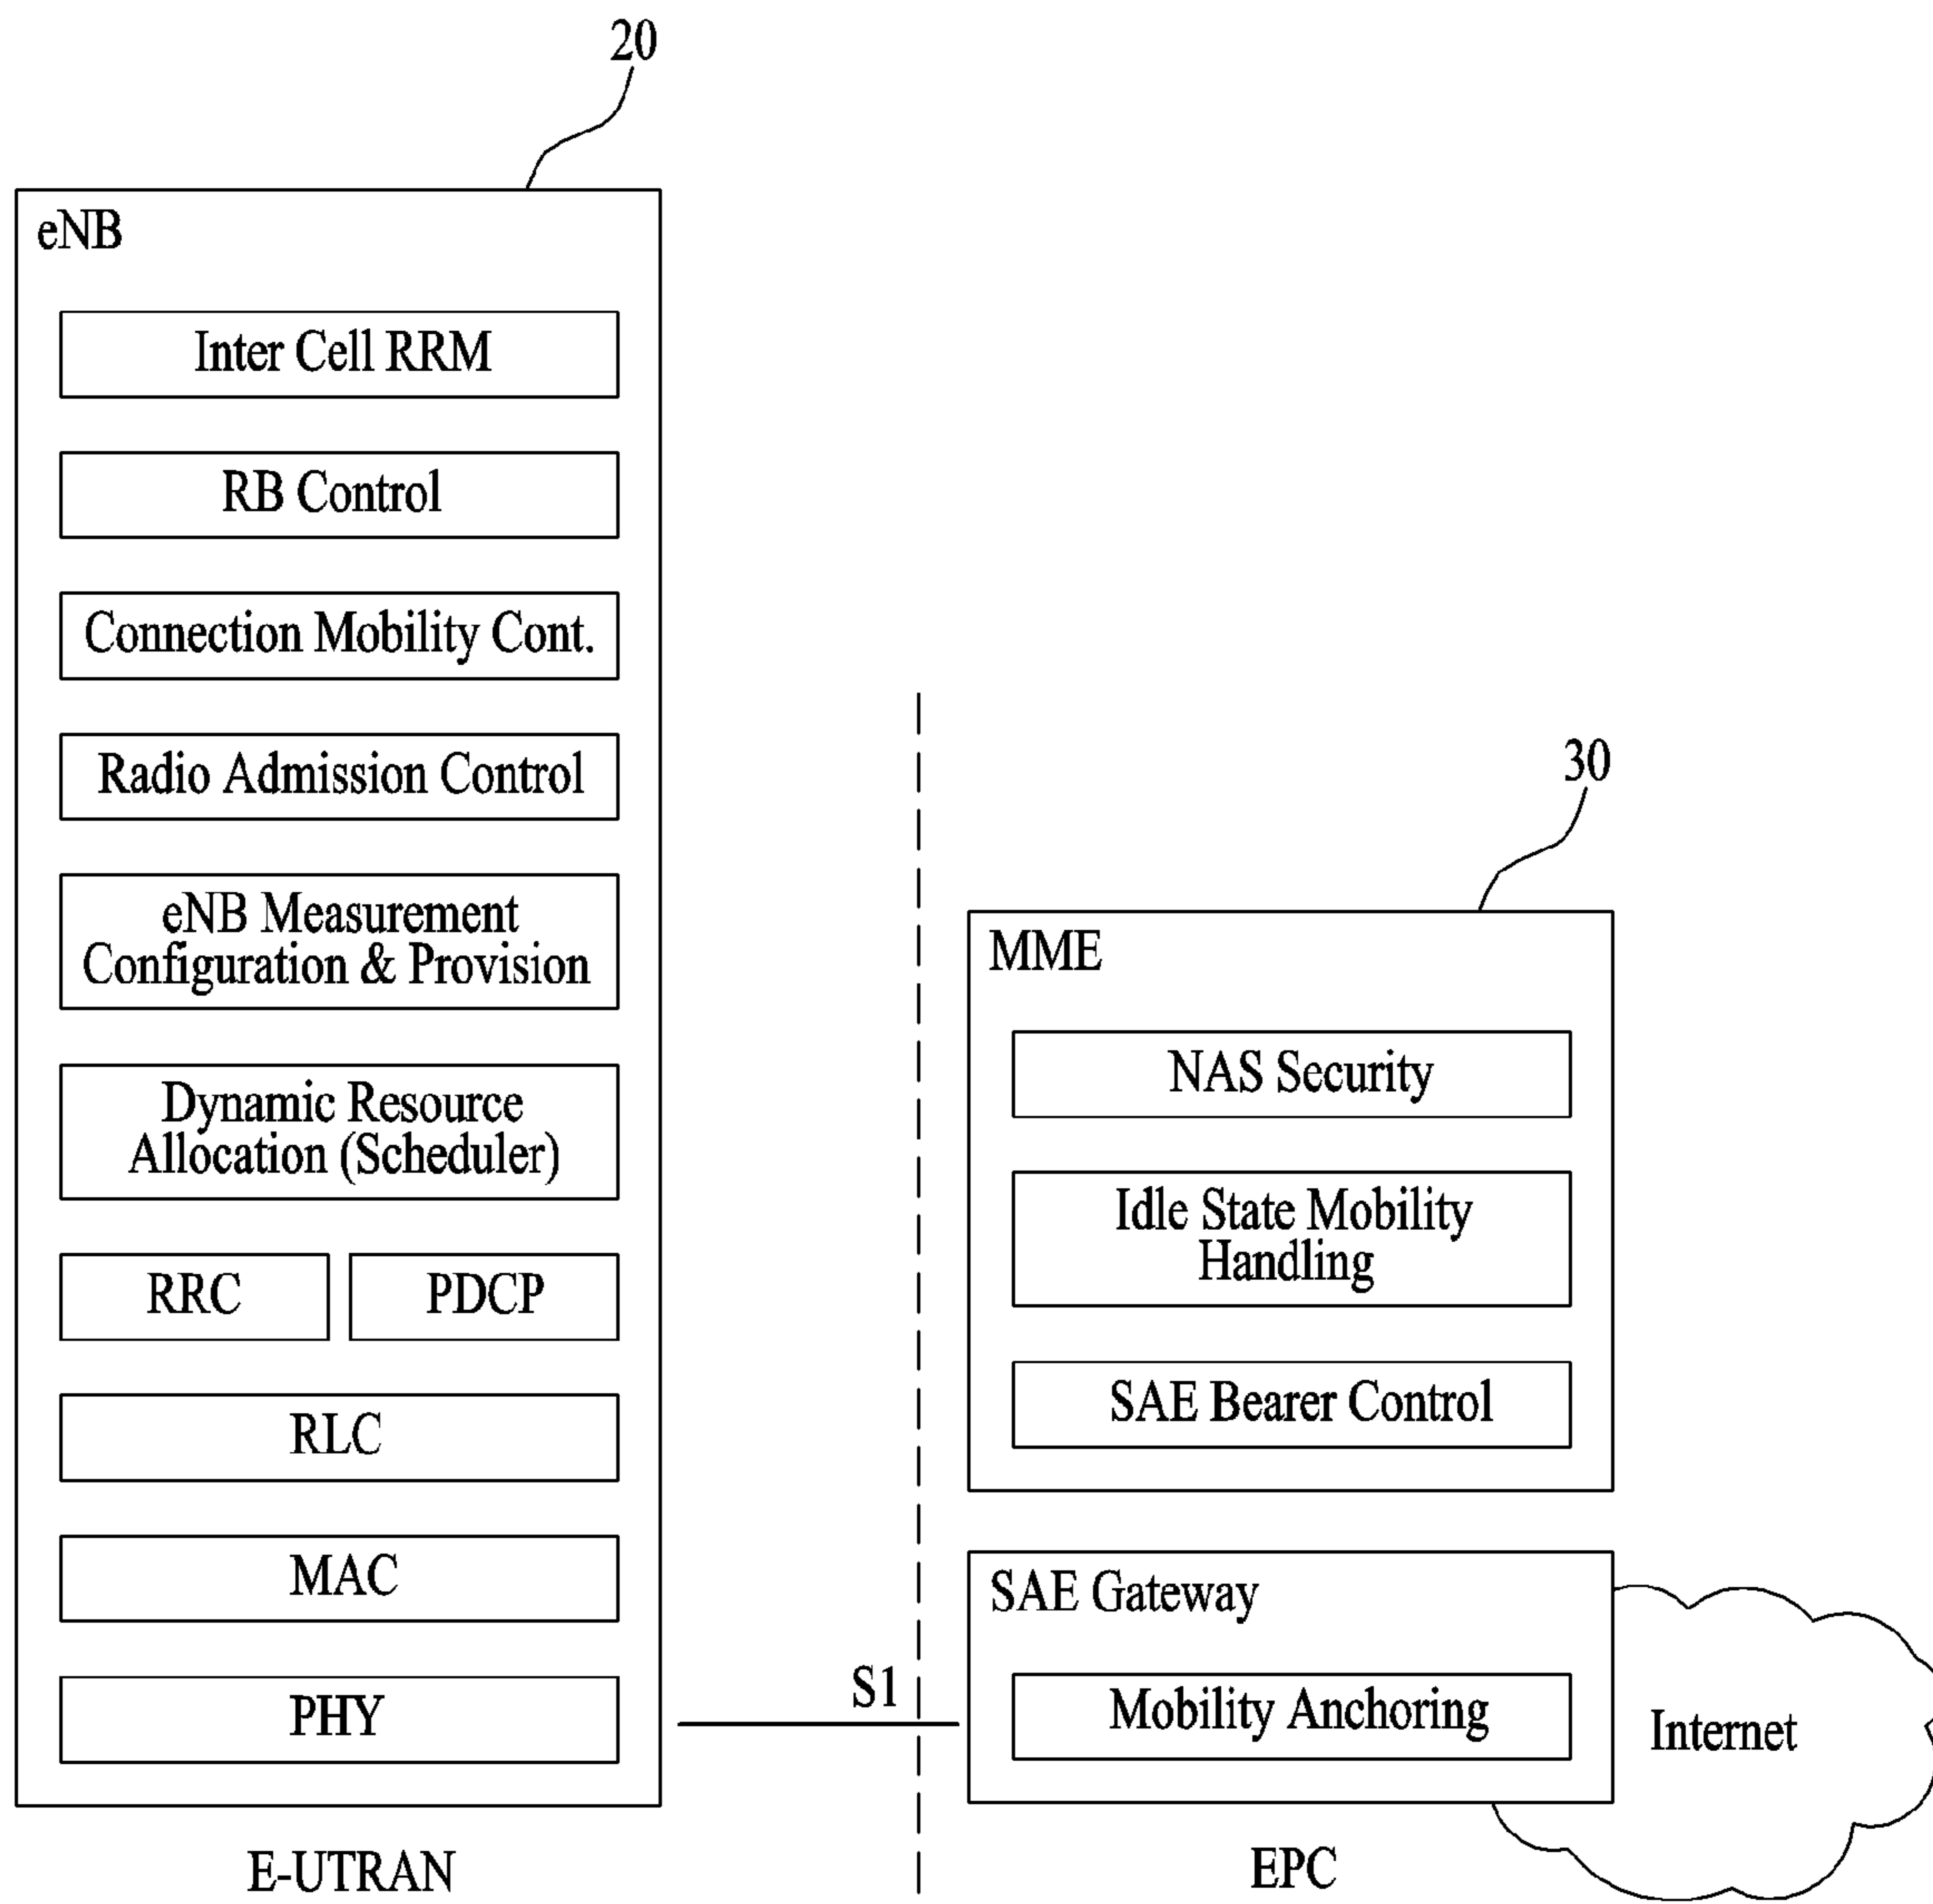 20
eNB
Inter Cell RRM
RB Control
Connection Mobility Cont.
Radio Admission Control
eNB Measurement
Configuration & Provision
Dynamic Resource
Allocation (Scheduler)
RRC
PDCP
RLC
MAC
PHY
E-UTRAN
S1
30
MME
NAS Security
Idle State Mobility
Handling
SAE Bearer Control
SAE Gateway
Mobility Anchoring
Internet
EPC